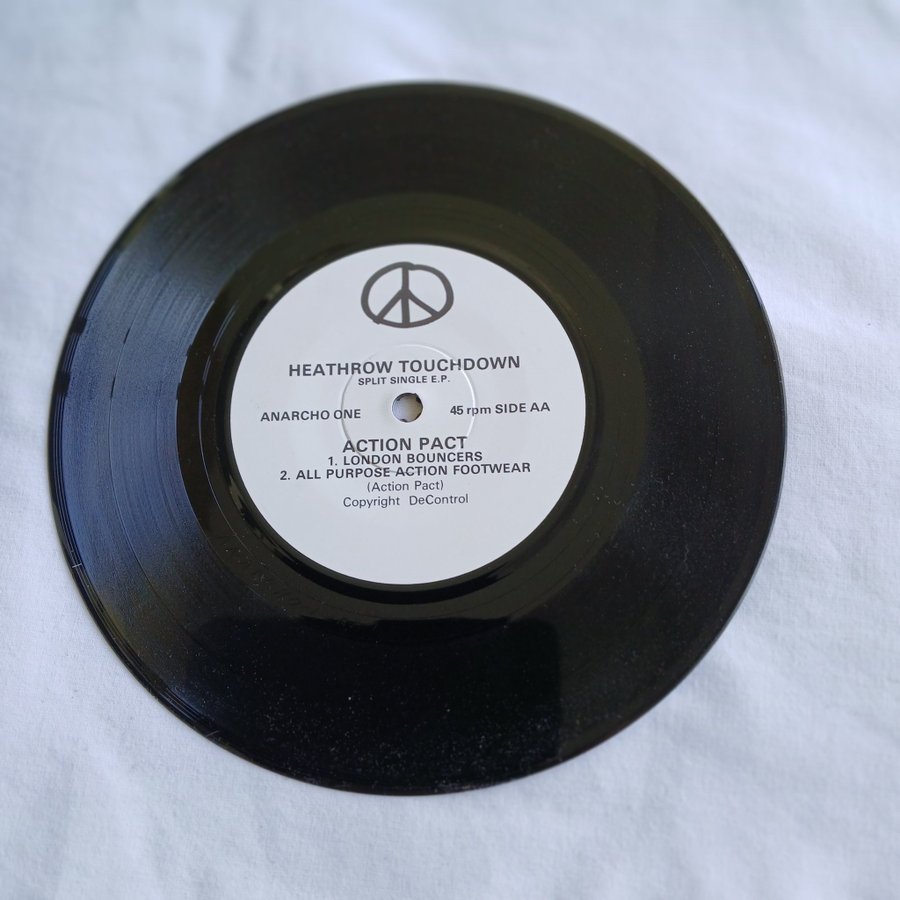 HEATHROW TOUCHDOWN
SPLIT SINGLE E.P.
ANARCHO ONE 45 rpm SIDE AA
ACTION PACT
1. LONDON BOUNCERS
2. ALL PURPOSE ACTION FOOTWEAR
(Action Pact)
Copyright DeControl